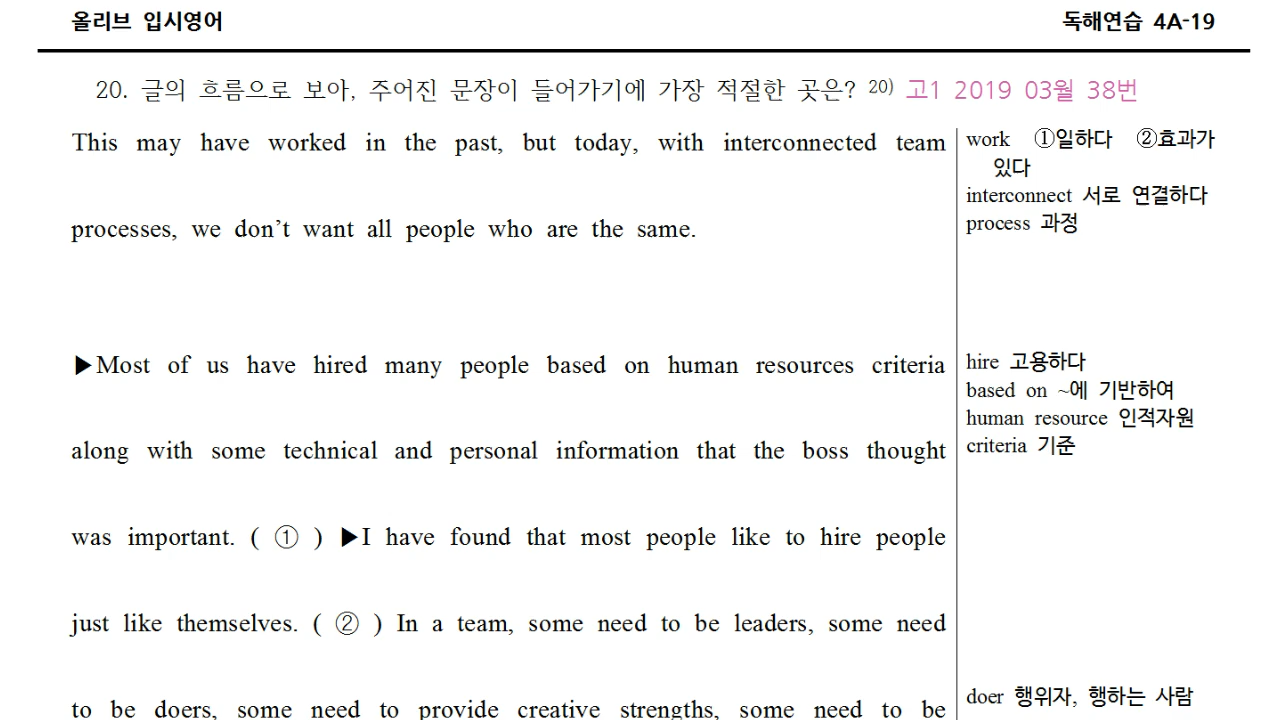 올리브 입시영어 독해연습 4A-19
20. 글의 흐름으로 보아, 주어진 문장이 들어가기에 가장 적절한 곳은? 20) 고1 2019 03월 38번
This may have worked in the past, but today, with interconnected team
processes, we don't want all people who are the same.
work ①일하다 ②효과가
있다
interconnect 서로 연결하다
process 과정
▶Most of us have hired many people based on human resources criteria
along with some technical and personal information that the boss thought
was important. ( ① ) ▶I have found that most people like to hire people
just like themselves. ( ② ) In a team, some need to be leaders, some need
to be doers, some need to provide creative strengths, some need to be
hire 고용하다
based on ~에 기반하여
human resource 인적자원
criteria 기준
doer 행위자, 행하는 사람